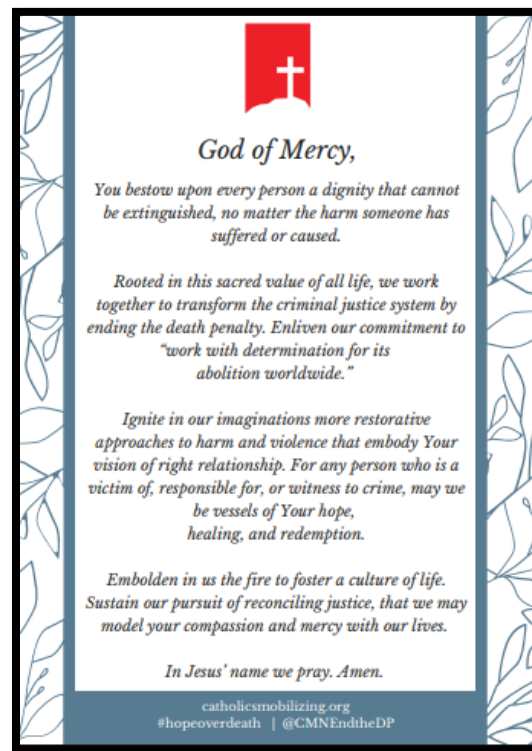 God of Mercy,
You bestow upon every person a dignity that cannot
be extinguished, no matter the harm someone has
suffered or caused.
Rooted in this sacred value of all life, we work
together to transform the criminal justice system by
ending the death penalty. Enliven our commitment to
“work with determination for its
abolition worldwide.”
Ignite in our imaginations more restorative
approaches to harm and violence that embody Your
vision of right relationship. For any person who is a
victim of, responsible for, or witness to crime, may we
be vessels of Your hope,
healing, and redemption.
Embolden in us the fire to foster a culture of life.
Sustain our pursuit of reconciling justice, that we may
model your compassion and mercy with our lives.
In Jesus’ name we pray. Amen.
catholicsmobilizing.org
#hopeoverdeath | @CMNEndtheDP